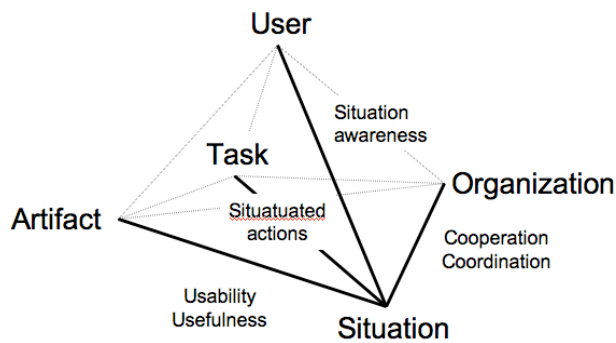 User
Situation
awareness
Task
Organization
Artifact
Situatuated
actions
Cooperation
Coordination
Usability
Usefulness
Situation